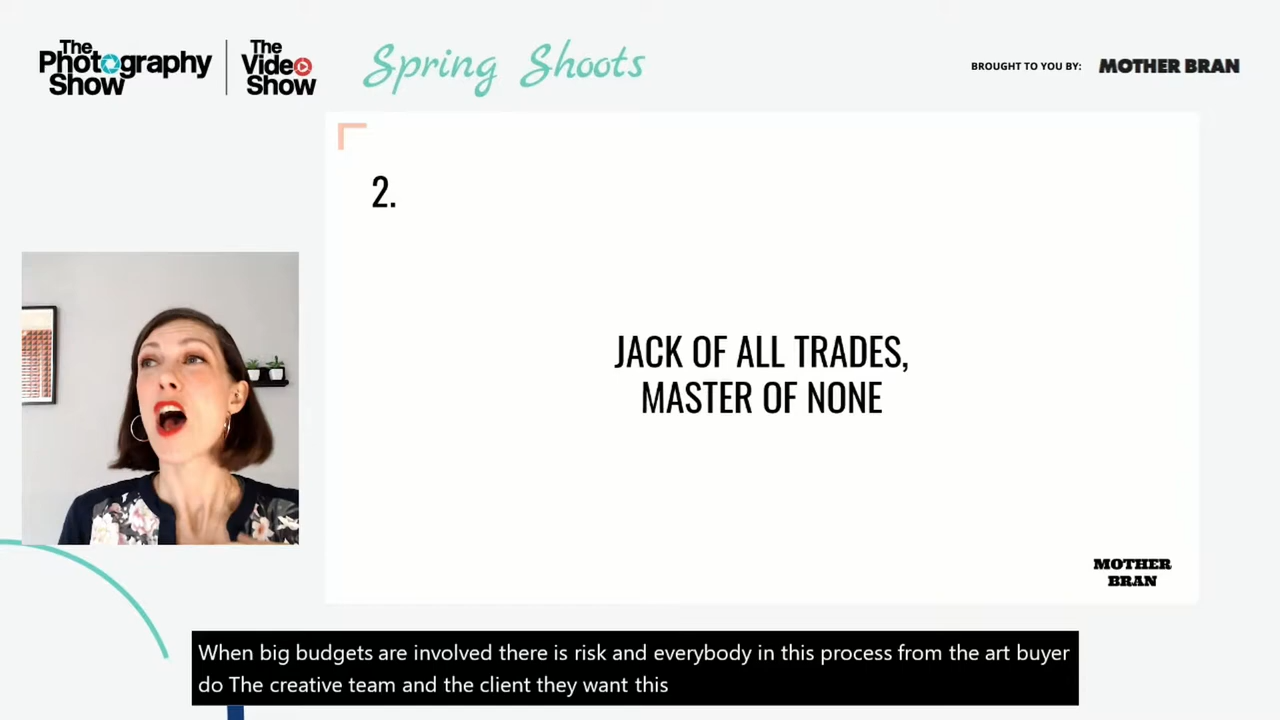 The
Photography
Show
The
Video
Show
Spring Shoots
BROUGHT TO YOU BY: MOTHER BRAN
2.
JACK OF ALL TRADES,
MASTER OF NONE
MOTHER
BRAN
When big budgets are involved there is risk and everybody in this process from the art buyer
do The creative team and the client they want this